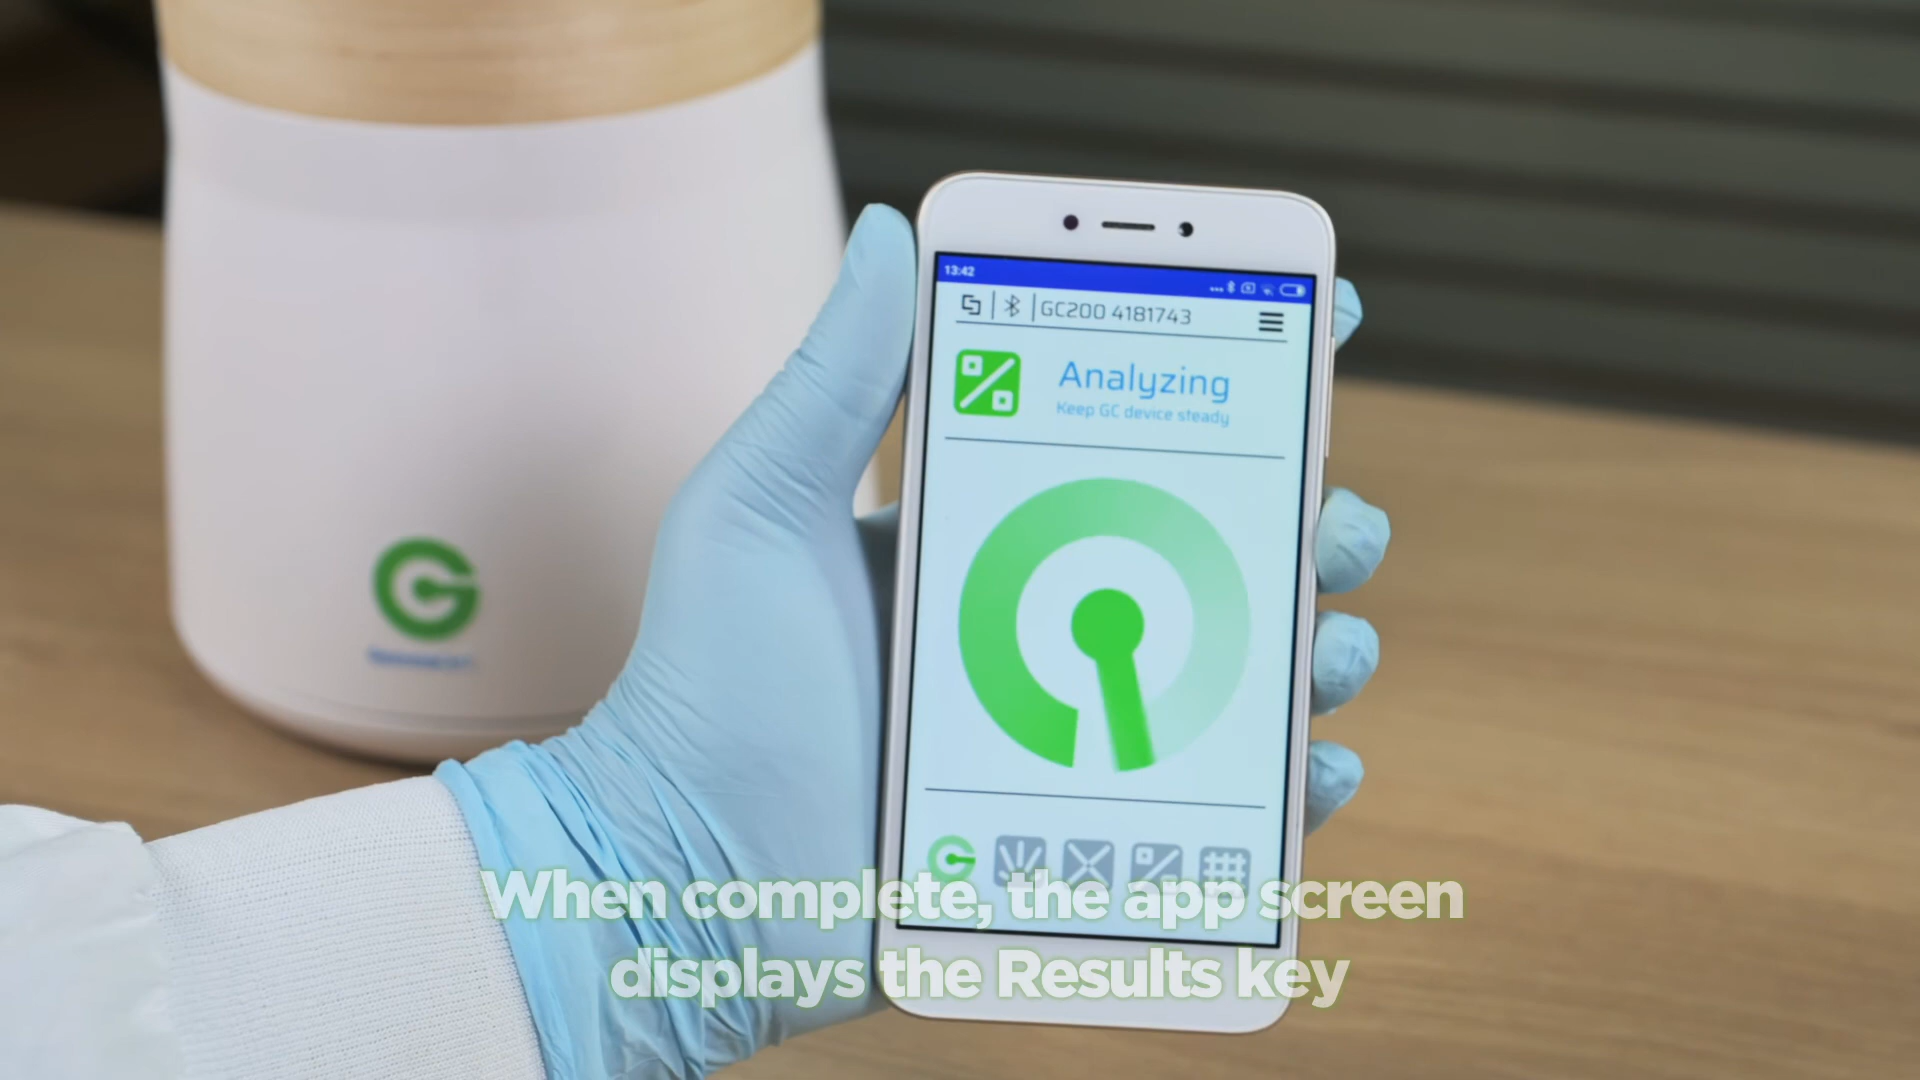 13:42
GC200 4181743
Analyzing
Keep GC device steady
When complete, the app screen
displays the Results key